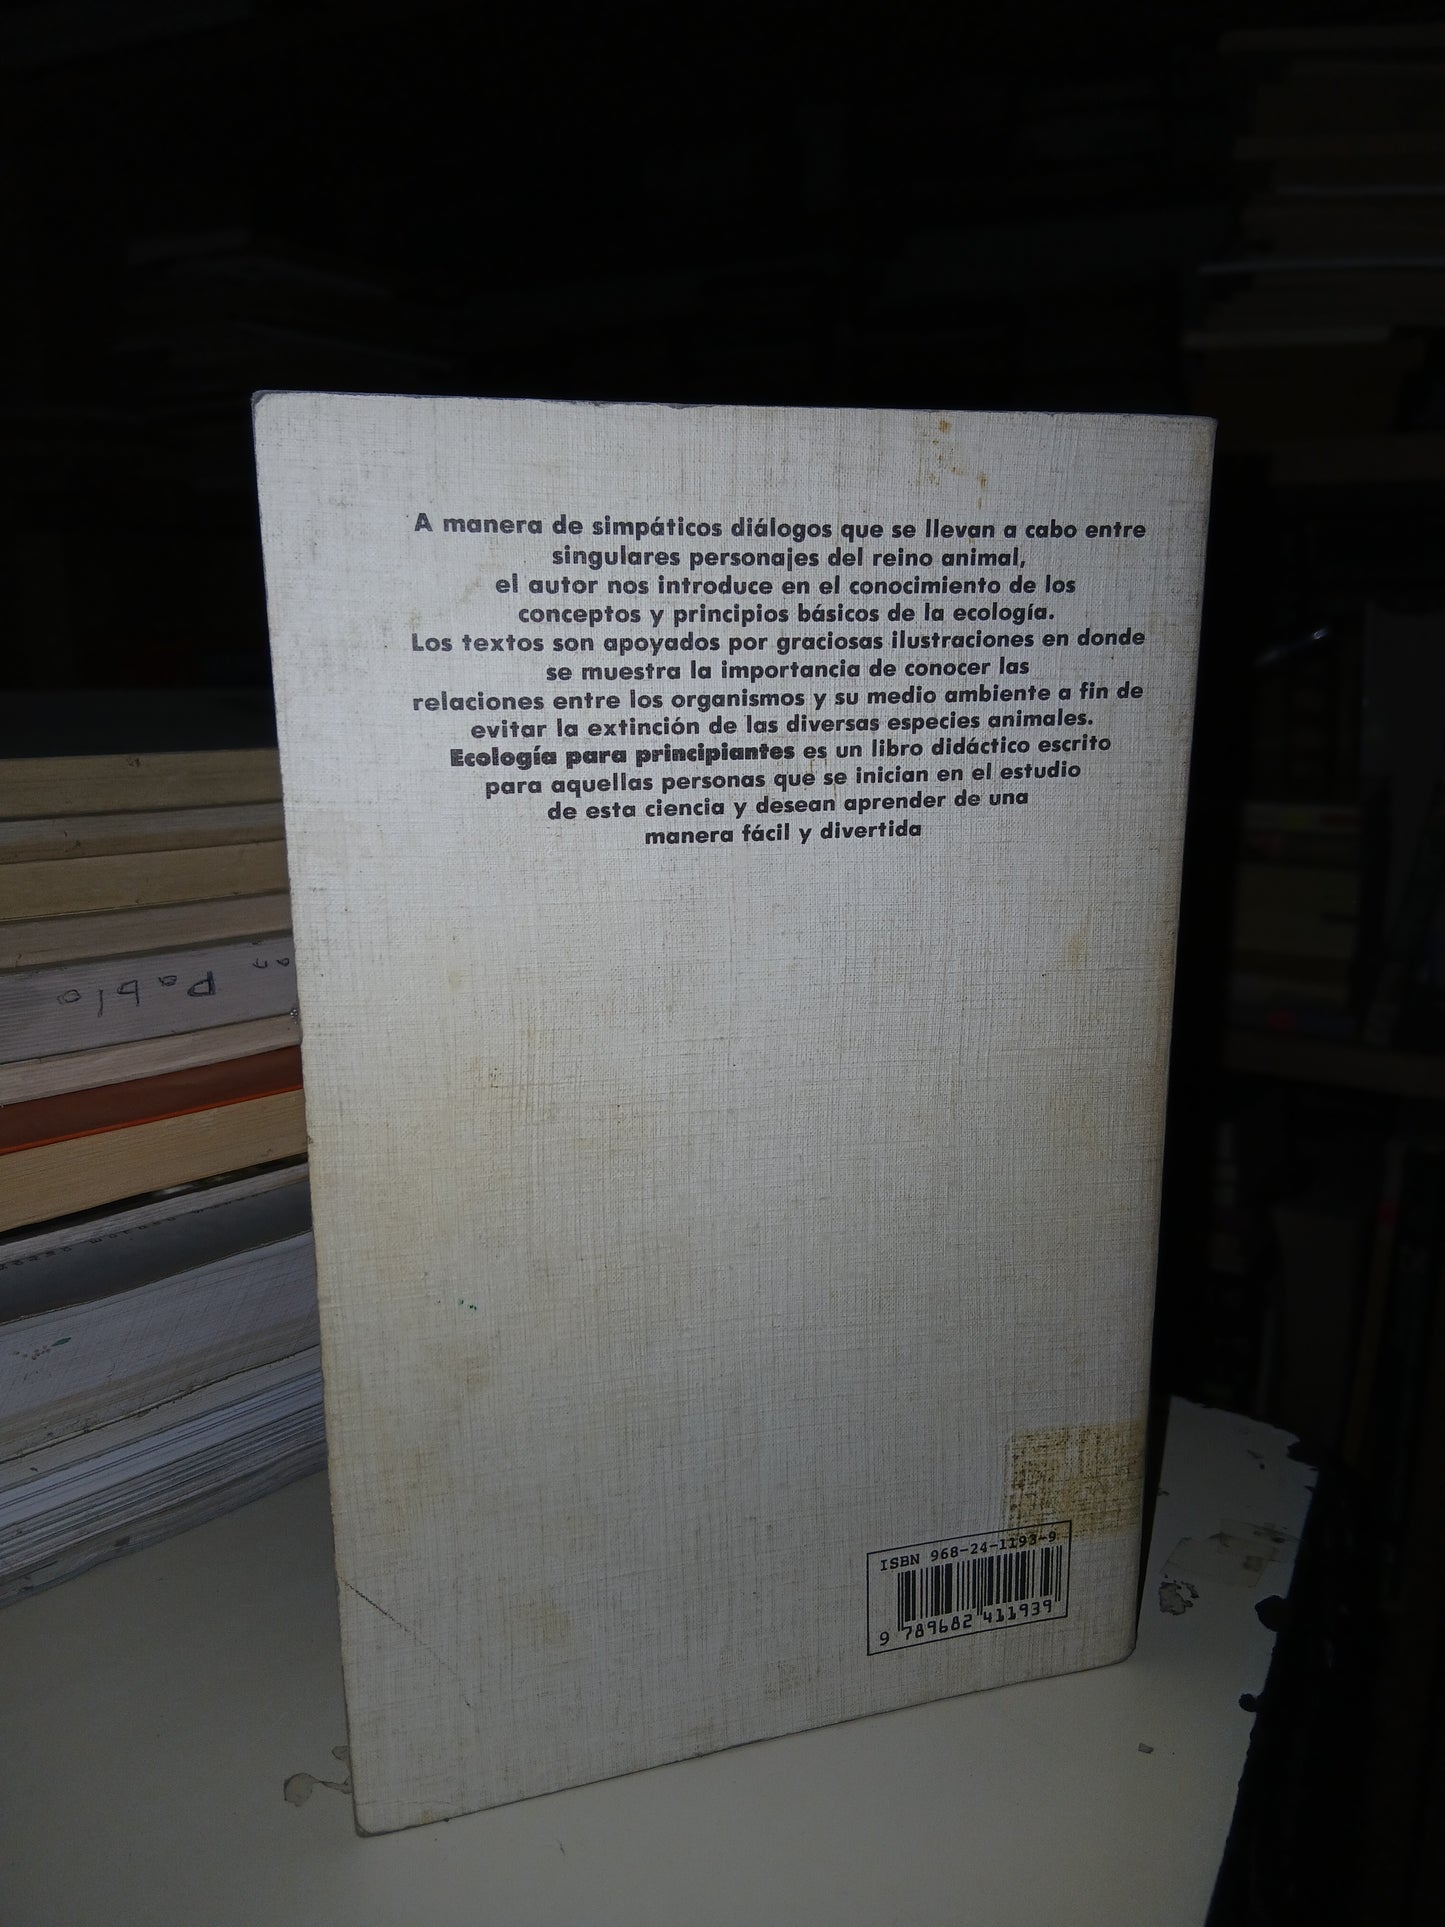 A manera de simpáticos diálogos que se llevan a cabo entre
singulares personajes del reino animal,
el autor nos introduce en el conocimiento de los
conceptos y principios básicos de la ecología.
Los textos son apoyados por graciosas ilustraciones en donde
se muestra la importancia de conocer las
relaciones entre los organismos y su medio ambiente a fin de
evitar la extinción de las diversas especies animales.
Ecología para principiantes es un libro didáctico escrito
para aquellas personas que se inician en el estudio
de esta ciencia y desean aprender de una
manera fácil y divertida
Pablo
ISBN 968-24-1193-9
9 789682 411939